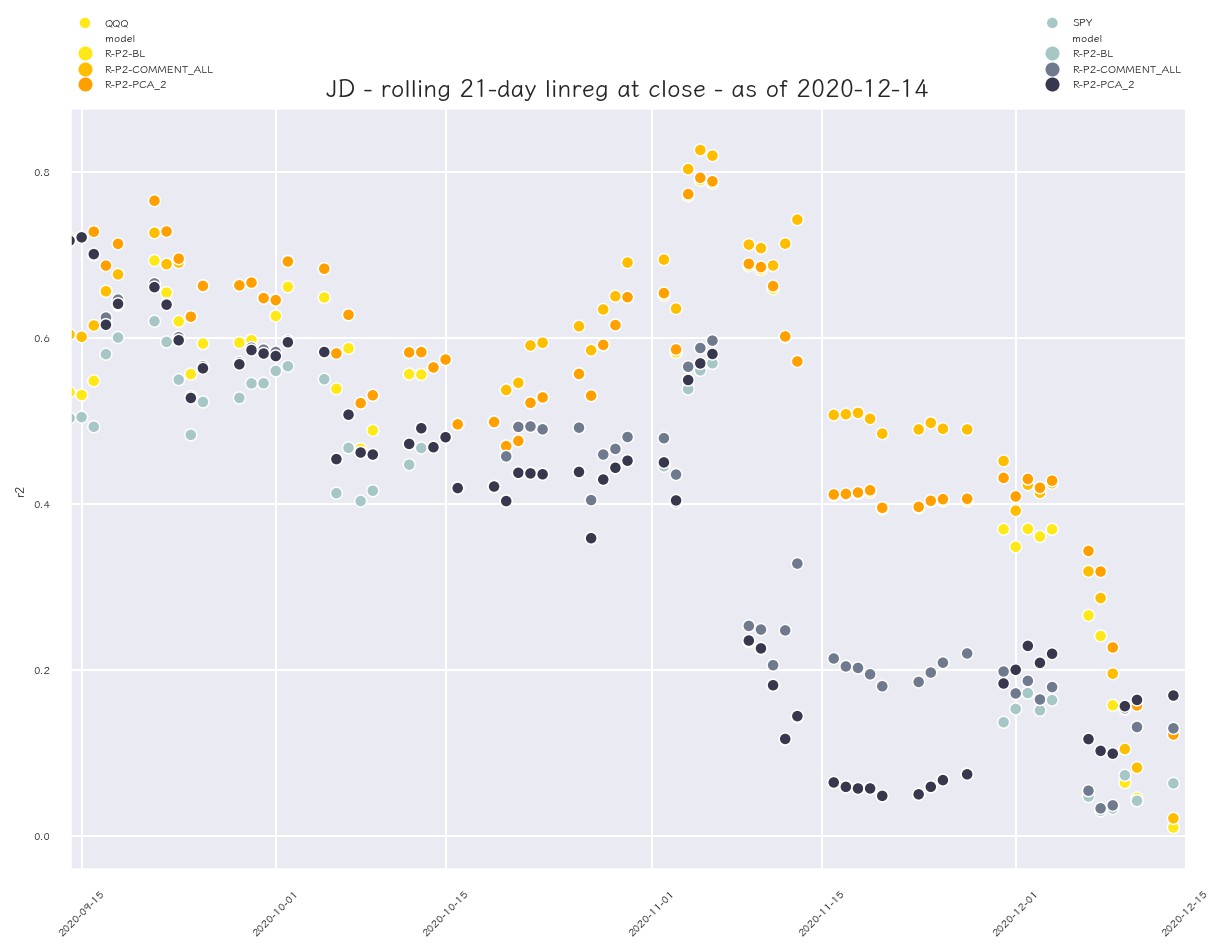 QQQ
model
R-P2-BL
R-P2-COMMENT_ALL
R-P2-PCA_2
SPY
model
R-P2-BL
R-P2-COMMENT_ALL
R-P2-PCA_2
JD - rolling 21-day linreg at close - as of 2020-12-14
0.8
0.6
r2
0.4
0.2
0.0
2020-09-15
2020-10-01
2020-10-15
2020-11-01
2020-11-15
2020-12-01
2020-12-15